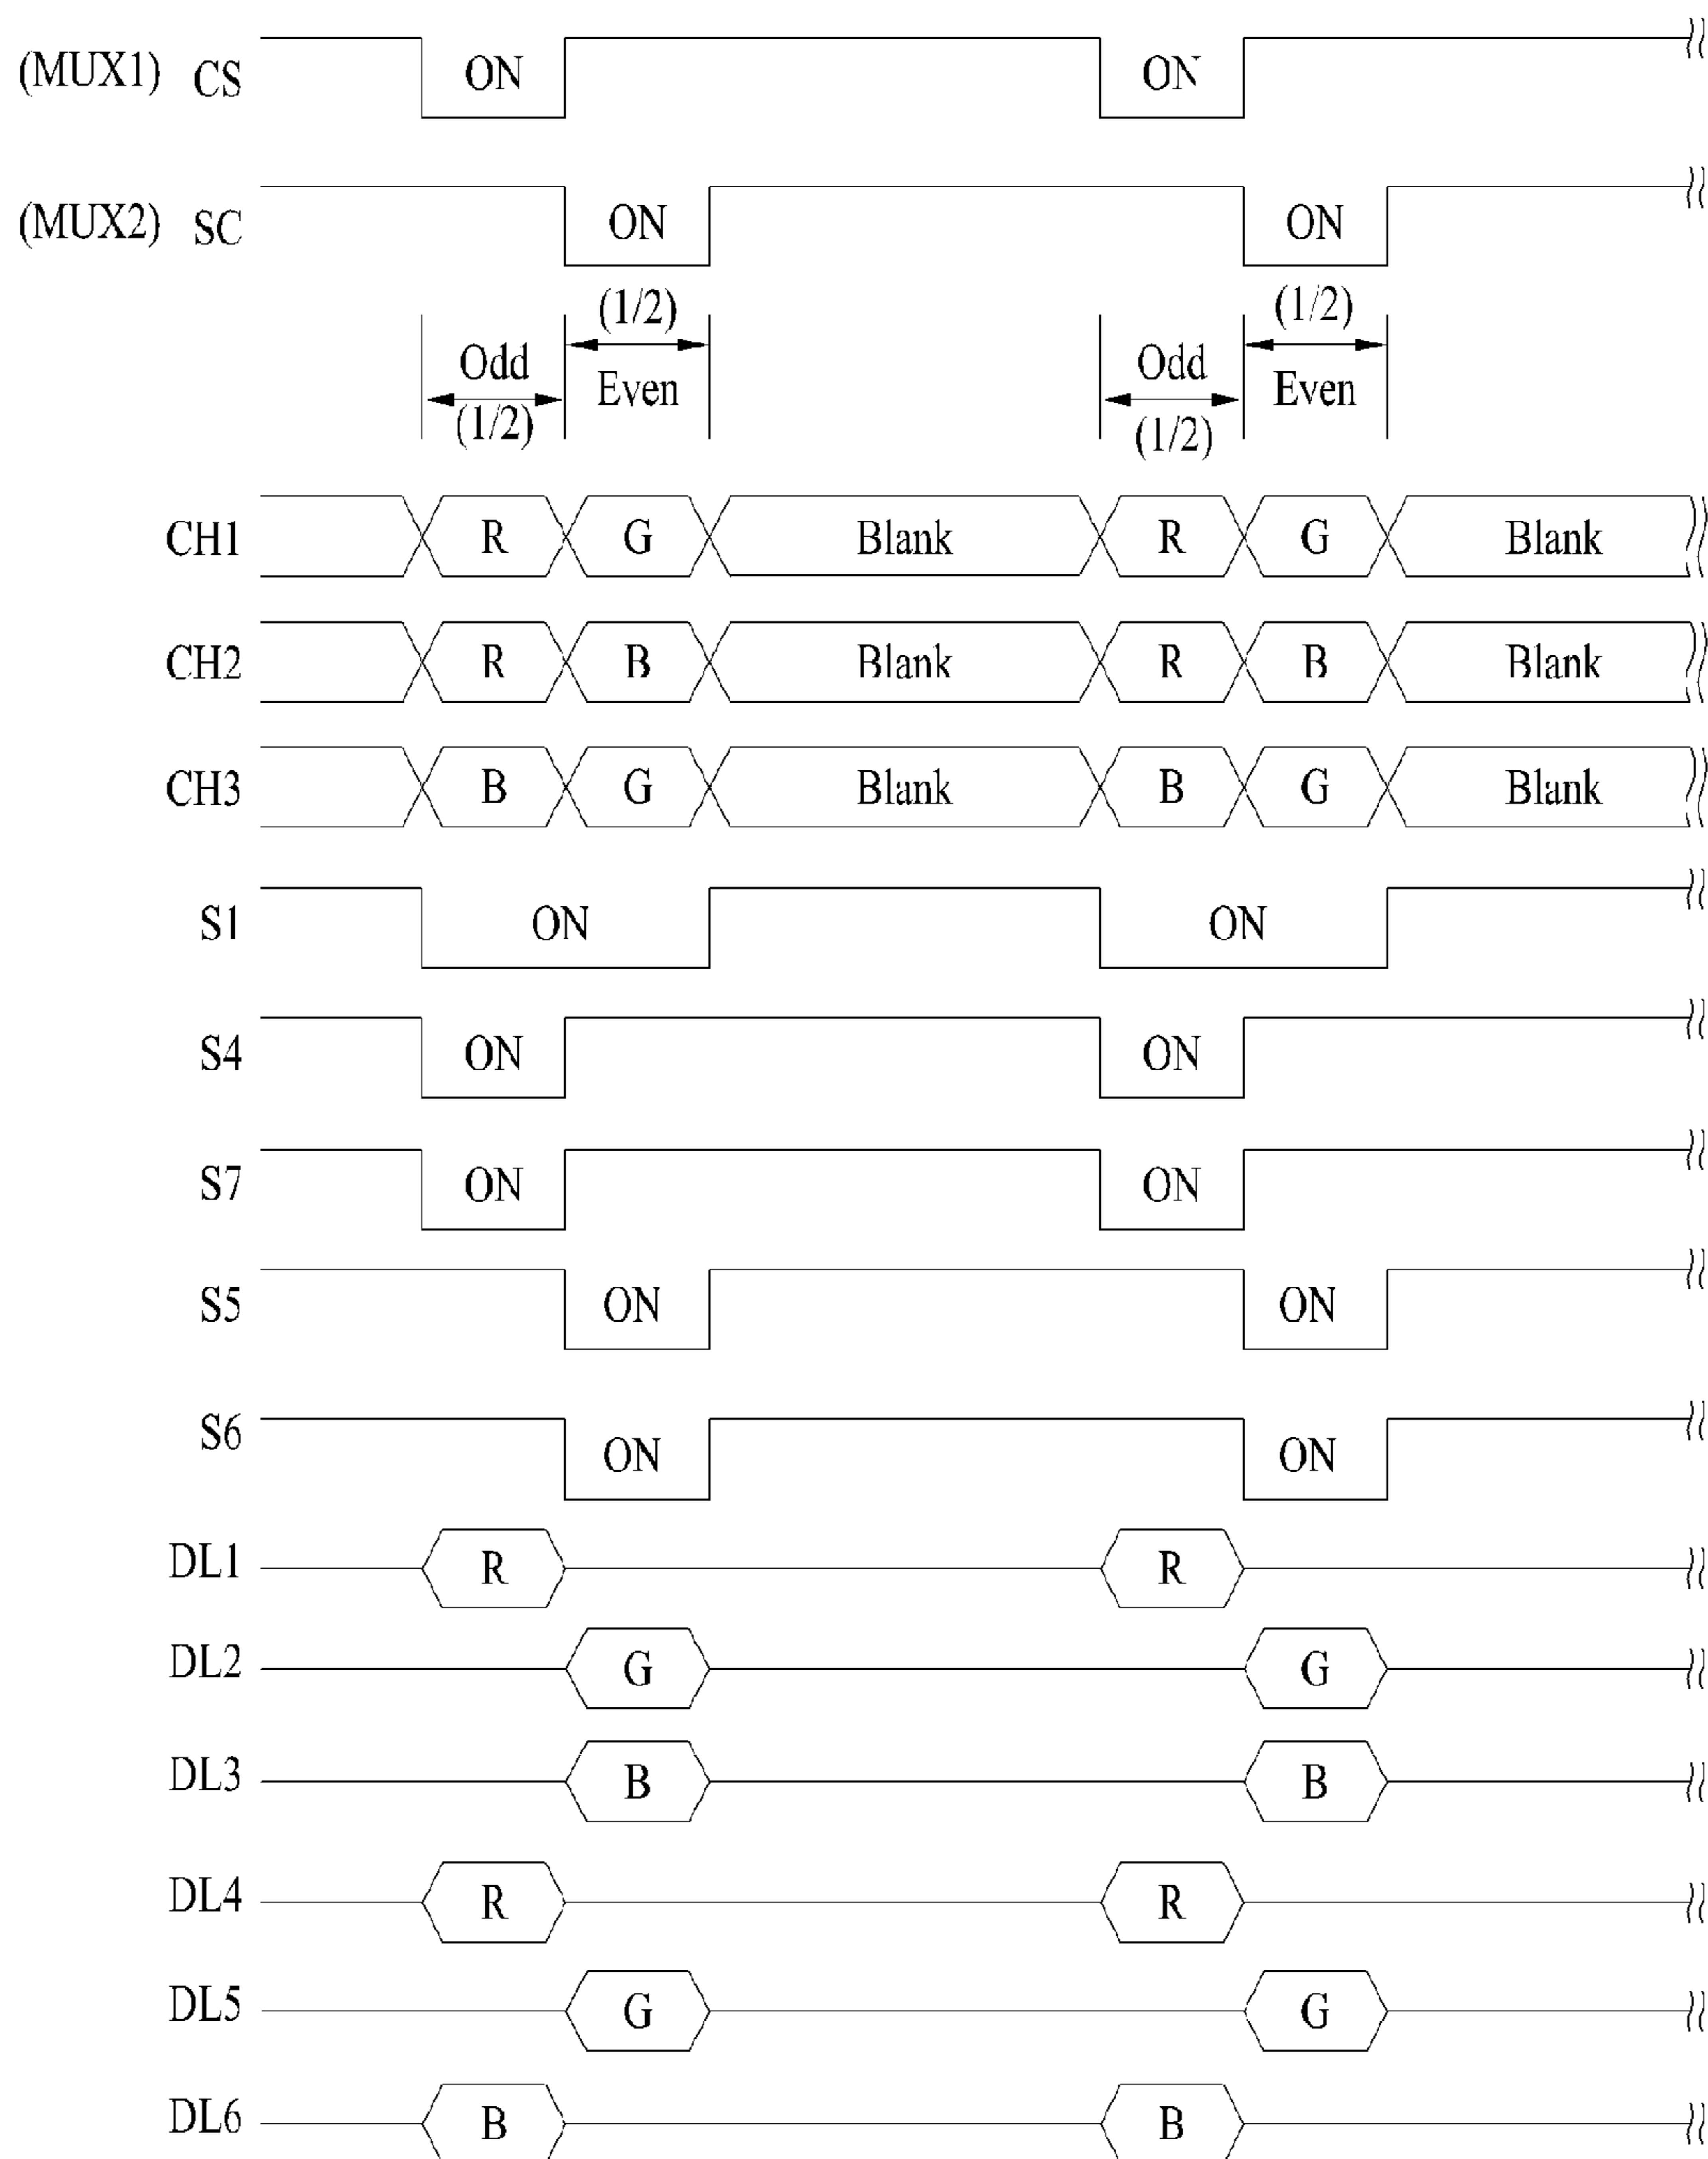 (MUX1) CS ON ON
(MUX2) SC ON ON
(1/2) (1/2)
Odd Even Odd Even
(1/2) (1/2)
CH1 R G Blank R G Blank
CH2 R B Blank R B Blank
CH3 B G Blank B G Blank
S1 ON ON
S4 ON ON
S7 ON ON
S5 ON ON
S6 ON ON
DL1 R R
DL2 G G
DL3 B B
DL4 R R
DL5 G G
DL6 B B